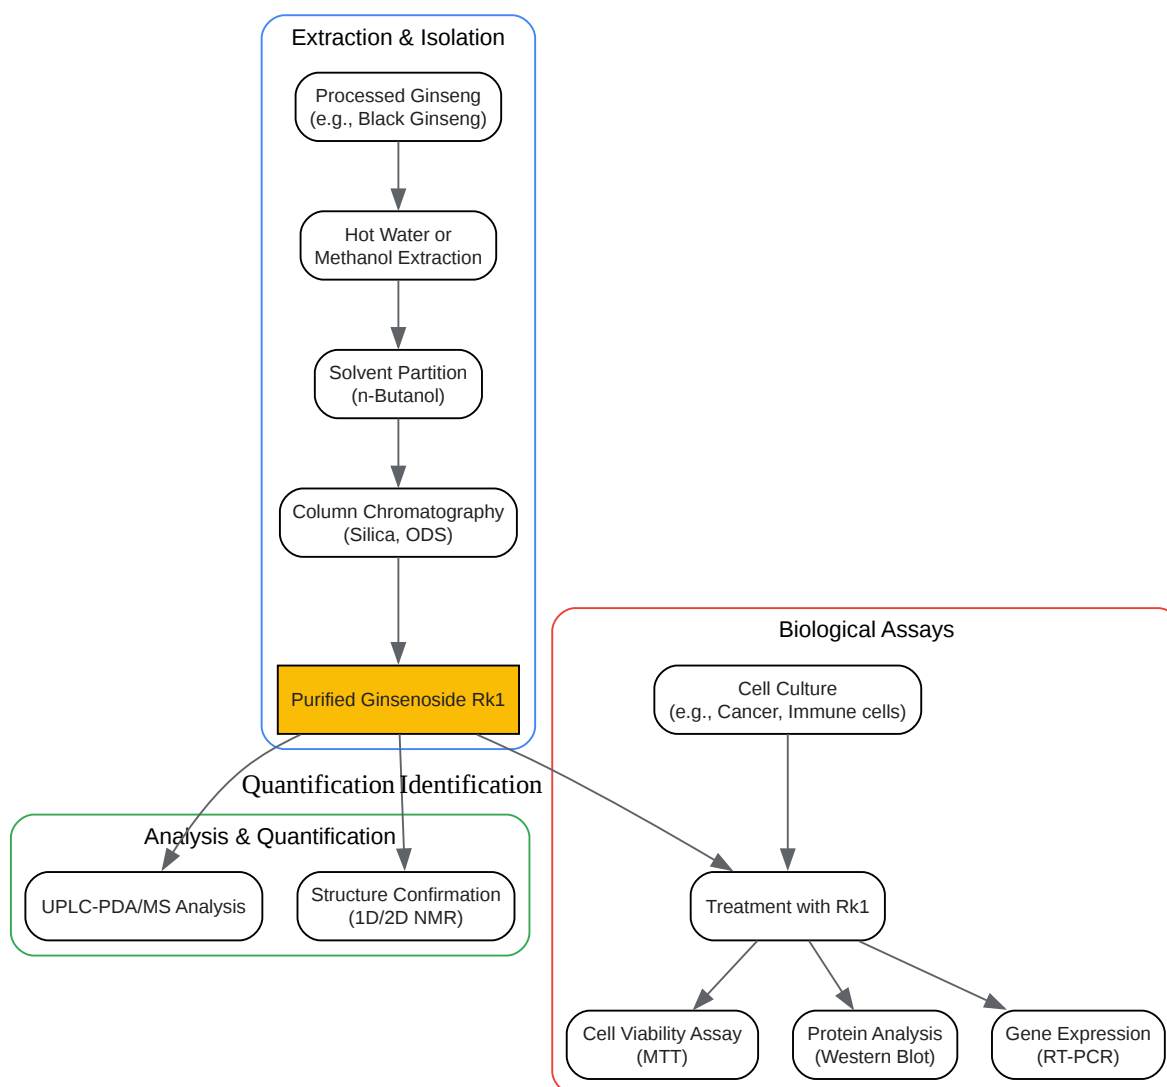 Extraction & Isolation
Processed Ginseng
(e.g., Black Ginseng)
Hot Water or
Methanol Extraction
Solvent Partition
(n-Butanol)
Column Chromatography
(Silica, ODS)
Purified Ginsenoside Rk1
Quantification
Identification
Analysis & Quantification
UPLC-PDA/MS Analysis
Structure Confirmation
(1D/2D NMR)
Biological Assays
Cell Culture
(e.g., Cancer, Immune cells)
Treatment with Rk1
Cell Viability Assay
(MTT)
Protein Analysis
(Western Blot)
Gene Expression
(RT-PCR)